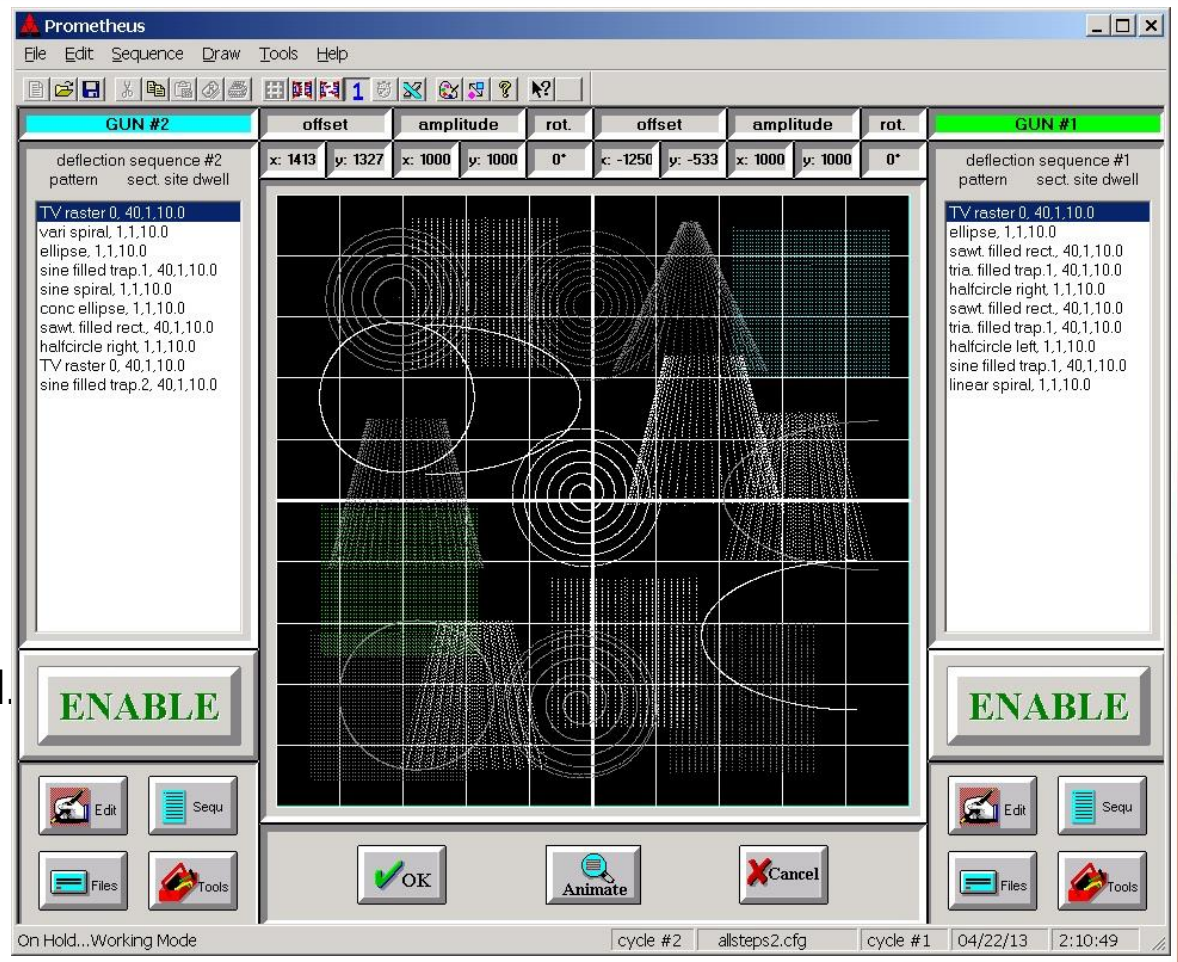 Prometheus
File Edit Sequence Draw Tools Help
1
GUN #2
offset amplitude rot. offset amplitude rot.
GUN #1
x: 1413 y: 1327 x: 1000 y: 1000 0° x: -1250 y: -533 x: 1000 y: 1000 0°
deflection sequence #2
pattern sect. site dwell
TV raster 0, 40,1,10.0
vari spiral, 1,1,10.0
ellipse, 1,1,10.0
sine filled trap.1, 40,1,10.0
sine spiral, 1,1,10.0
conc ellipse, 1,1,10.0
sawt. filled rect., 40,1,10.0
halfcircle right, 1,1,10.0
TV raster 0, 40,1,10.0
sine filled trap.2, 40,1,10.0
deflection sequence #1
pattern sect. site dwell
TV raster 0, 40,1,10.0
ellipse, 1,1,10.0
sawt. filled rect., 40,1,10.0
tria. filled trap.1, 40,1,10.0
halfcircle right, 1,1,10.0
sawt. filled rect., 40,1,10.0
tria. filled trap.1, 40,1,10.0
halfcircle left, 1,1,10.0
sine filled trap.1, 40,1,10.0
linear spiral, 1,1,10.0
ENABLE
ENABLE
Edit Sequ
Files Tools
OK Animate Cancel
Edit Sequ
Files Tools
On Hold...Working Mode cycle #2 allsteps2.cfg cycle #1 04/22/13 2:10:49